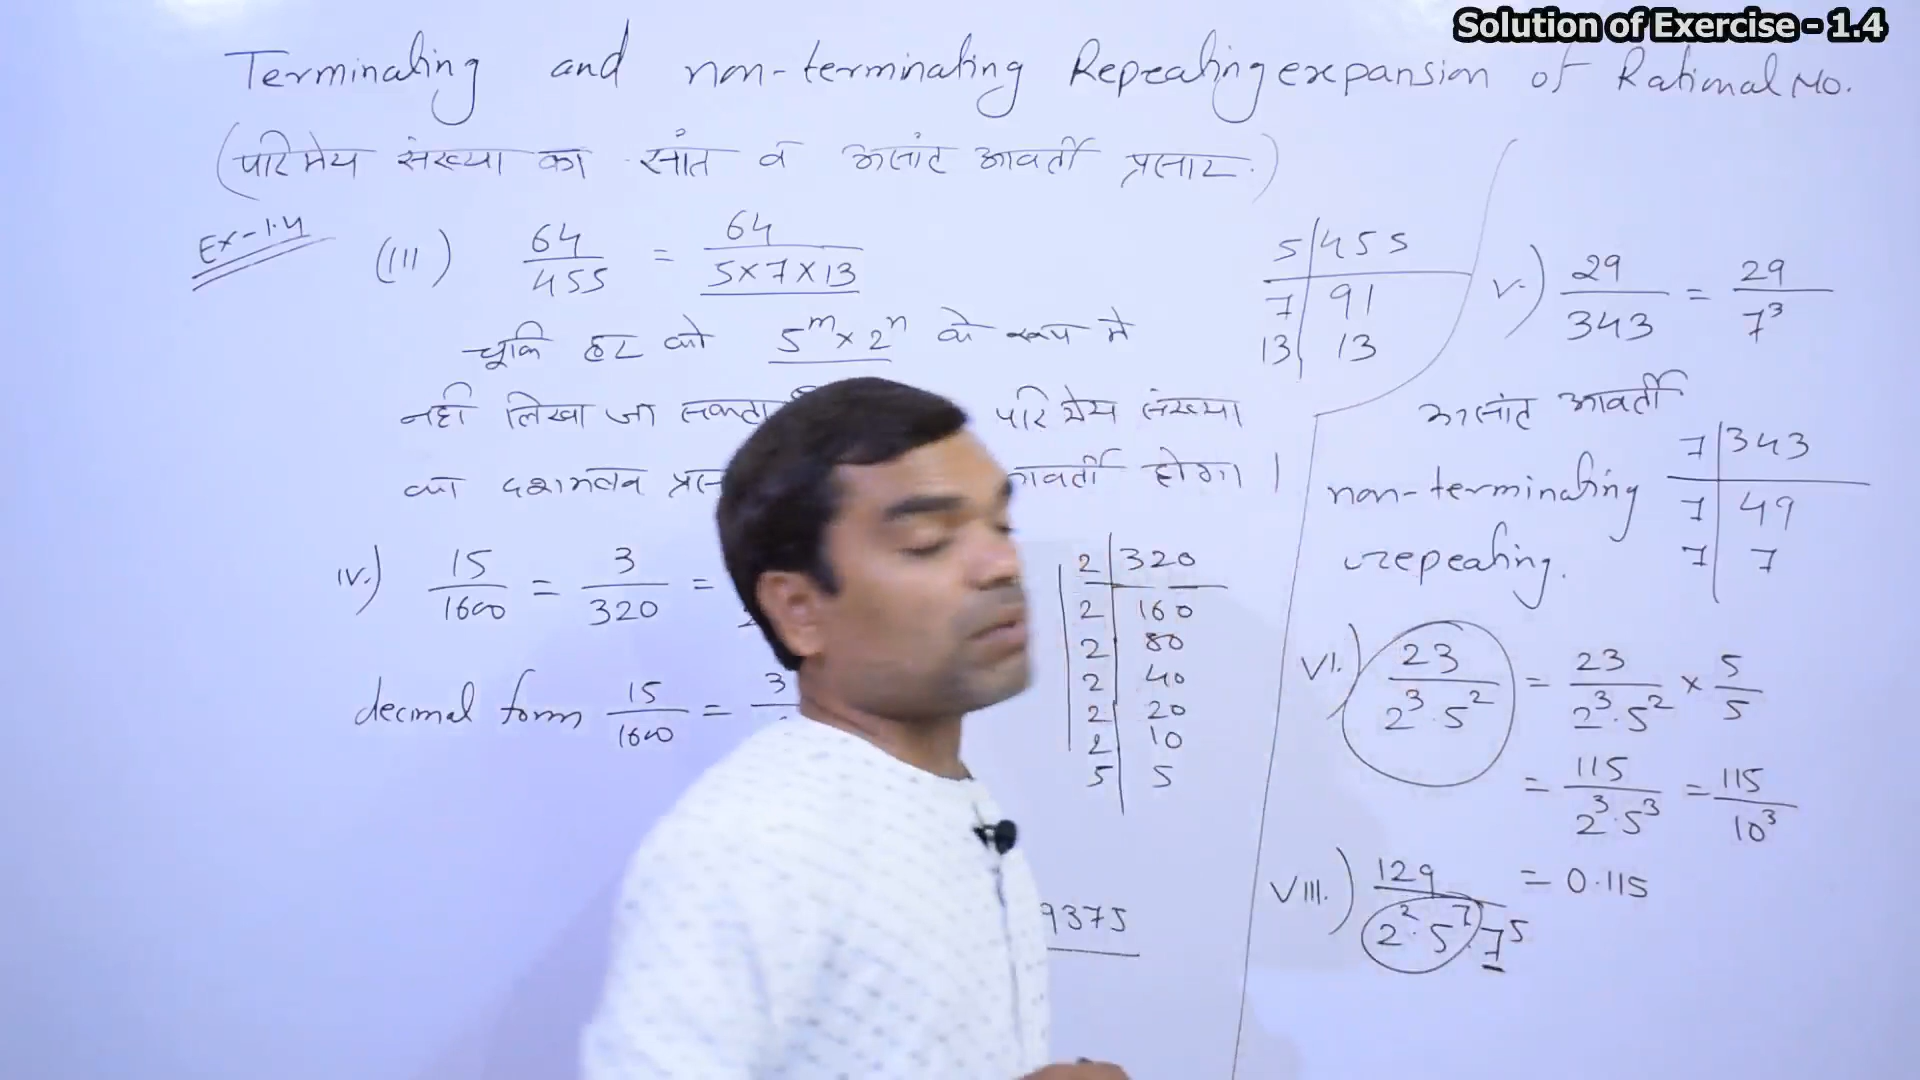 Solution of Exercise - 1.4
Terminating and non-terminating Repeating expansion of Rational No.
(परिमेय संख्या का सांत व असांत आवर्ती प्रसार.)
Ex-1.4
(III) 64/455 = 64/5×7×13
चूंकि हर को 5^m × 2^n के रूप में
नहीं लिखा जा सकता परिमेय संख्या
का दशमलव आवर्ती होगा।
5 | 455
7 | 91
13 | 13
IV.) 15/1600 = 3/320 =
decimal form 15/1600 = 3
2 | 320
2 | 160
2 | 80
2 | 40
2 | 20
2 | 10
5 | 5
9375
V.) 29/343 = 29/7^3
असांत आवर्ती
non-terminating
repeating.
7 | 343
7 | 49
7 | 7
VI.) 23/2^3·5^2 = 23/2^3·5^2 × 5/5
= 115/2^3·5^3 = 115/10^3
= 0.115
VIII.) 129/2^2·5^7·7^5